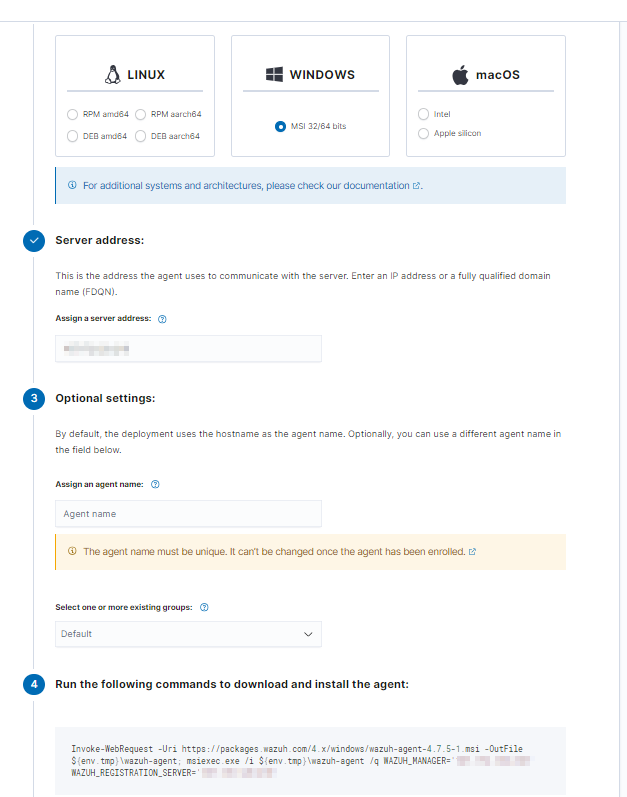 LINUX
WINDOWS
macOS
RPM amd64
RPM aarch64
DEB amd64
DEB aarch64
MSI 32/64 bits
Intel
Apple silicon
For additional systems and architectures, please check our documentation.
Server address:
This is the address the agent uses to communicate with the server. Enter an IP address or a fully qualified domain
name (FDQN).
Assign a server address:
3
Optional settings:
By default, the deployment uses the hostname as the agent name. Optionally, you can use a different agent name in
the field below.
Assign an agent name:
Agent name
The agent name must be unique. It can't be changed once the agent has been enrolled.
Select one or more existing groups:
Default
4
Run the following commands to download and install the agent:
Invoke-WebRequest -Uri https://packages.wazuh.com/4.x/windows/wazuh-agent-4.7.5-1.msi -OutFile
${env.tmp}\wazuh-agent; msiexec.exe /i ${env.tmp}\wazuh-agent /q WAZUH_MANAGER='
WAZUH_REGISTRATION_SERVER='